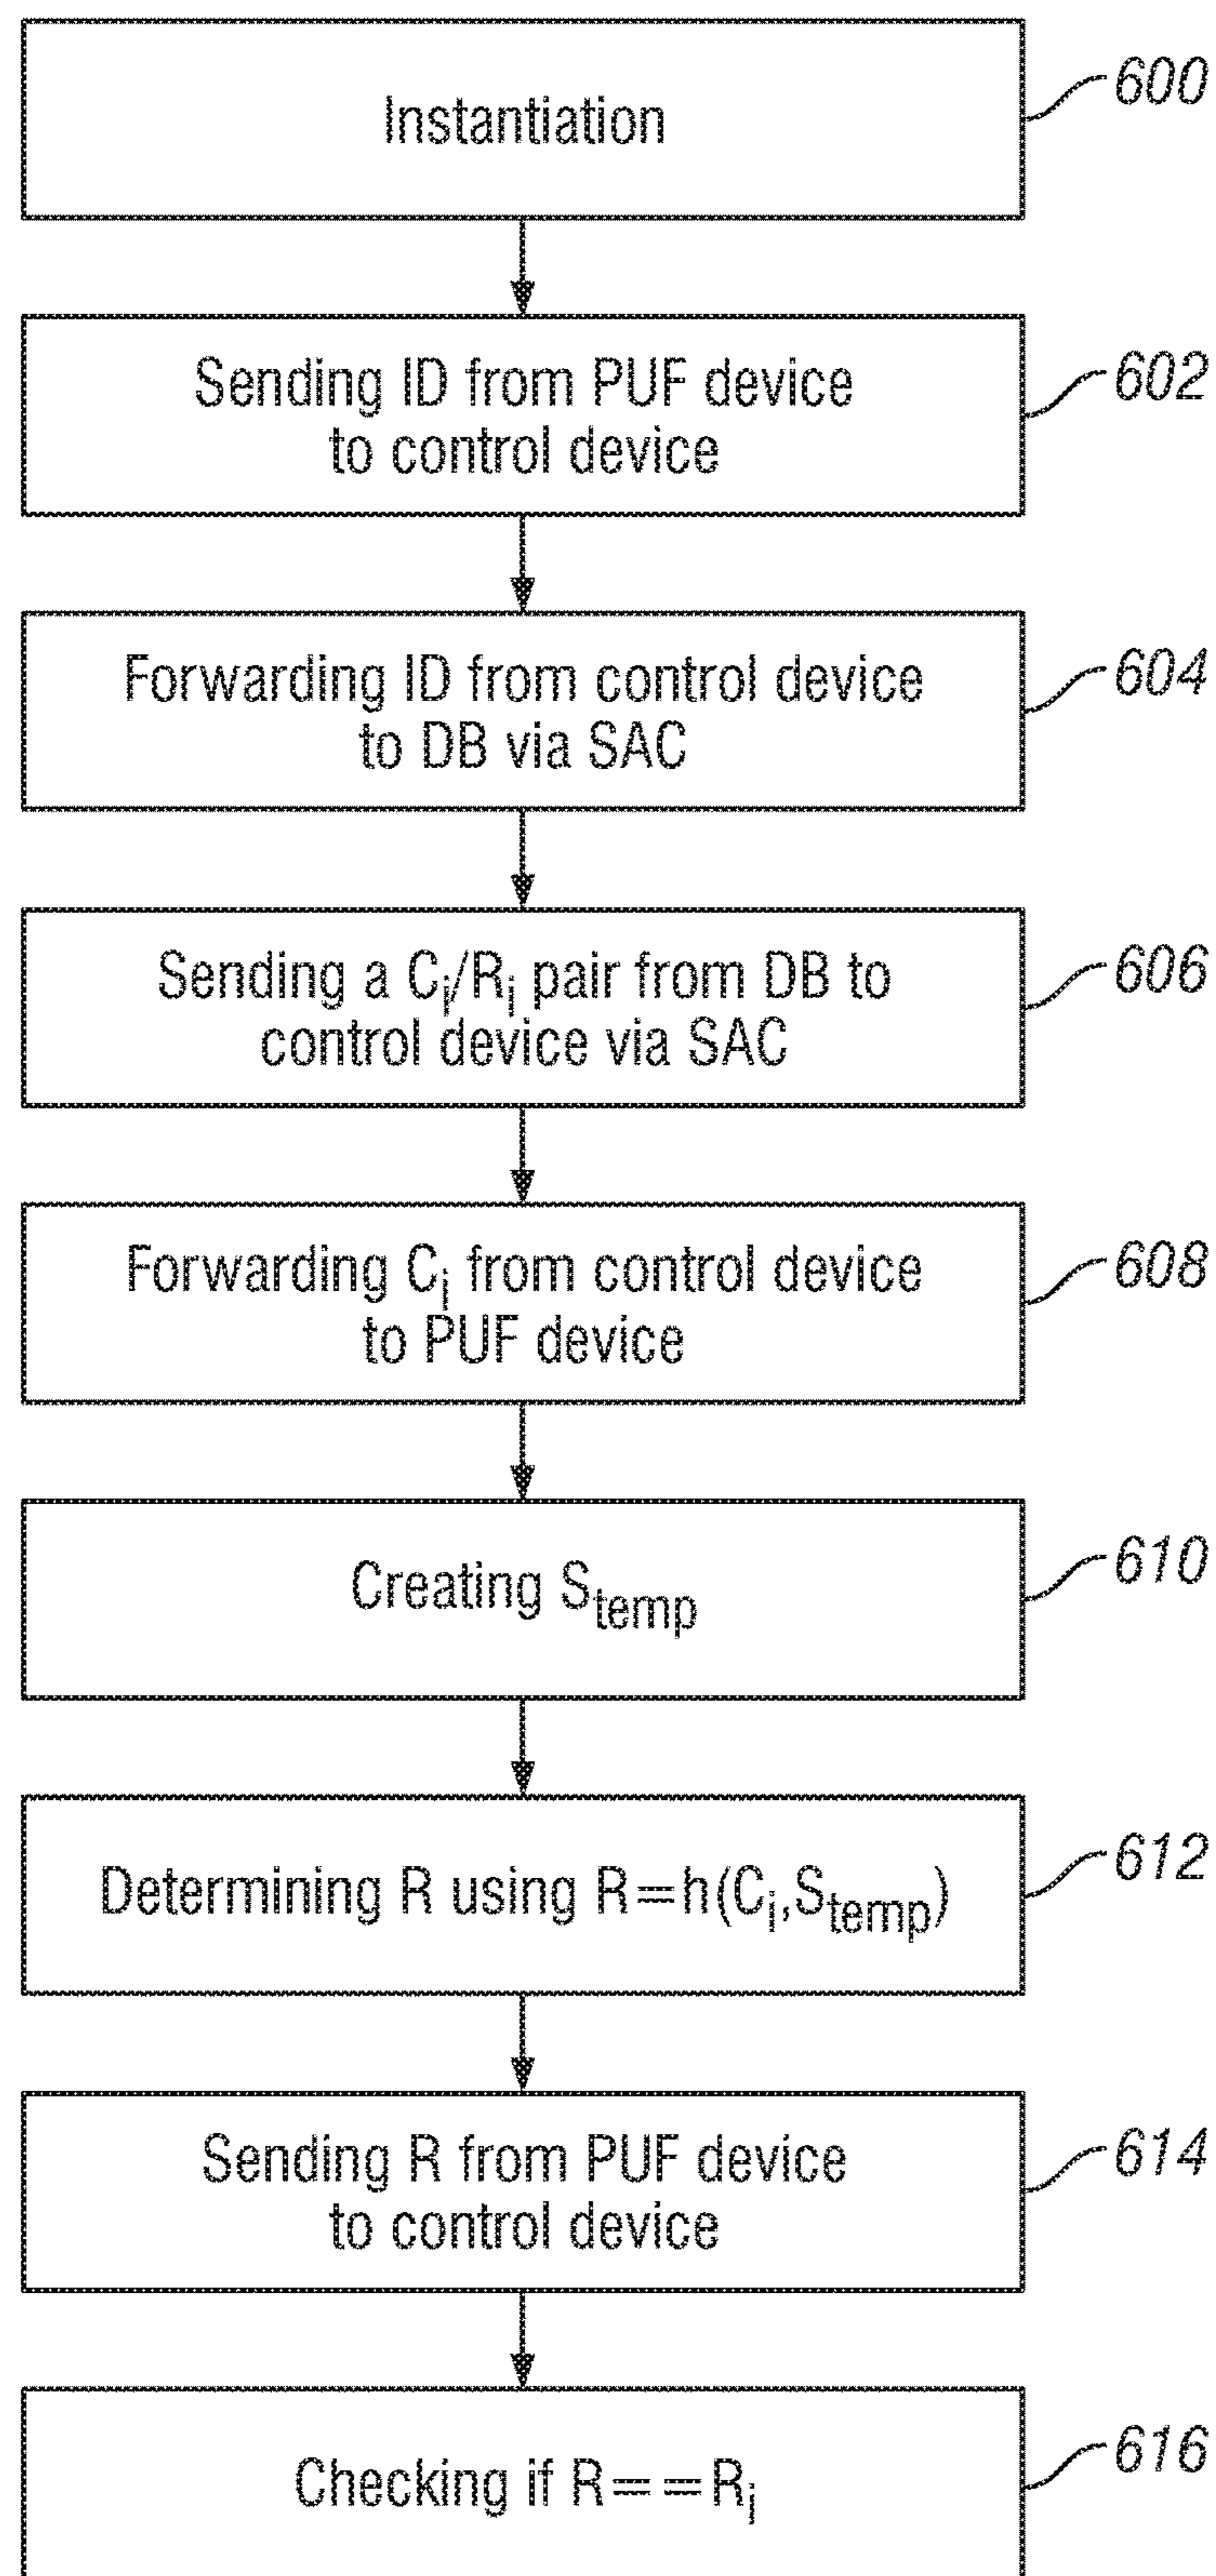 Instantiation
600
Sending ID from PUF device
to control device
602
Forwarding ID from control device
to DB via SAC
604
Sending a Ci/Ri pair from DB to
control device via SAC
606
Forwarding Ci from control device
to PUF device
608
Creating Stemp
610
Determining R using R=h(Ci,Stemp)
612
Sending R from PUF device
to control device
614
Checking if R==Ri
616